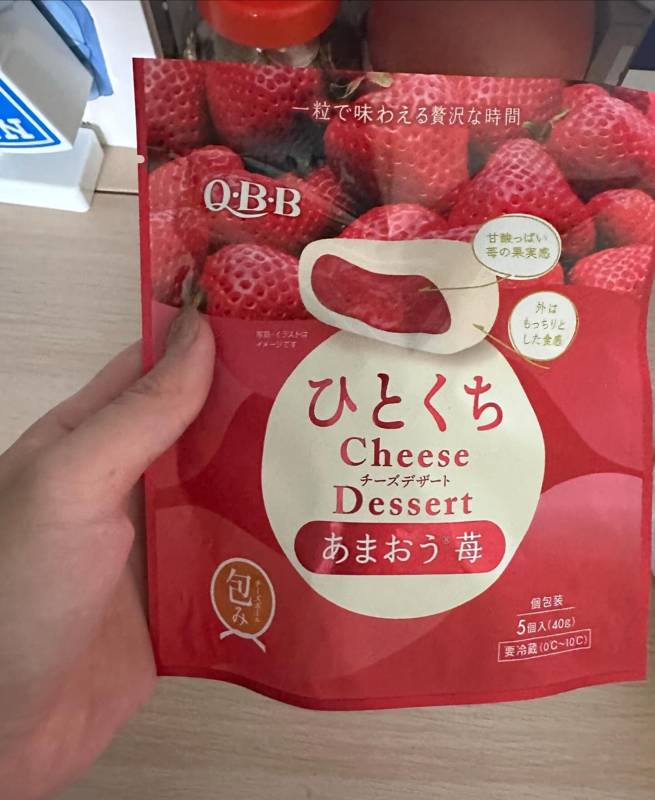 一粒で味わえる贅沢な時間
Q・B・B
甘酸っぱい
苺の果実感
外は
もっちりと
した食感
写真・イラストは
イメージです
ひとくち
Cheese
チーズデザート
Dessert
あまおう®苺
チーズボール
包み
個包装
5個入(40g)
要冷蔵(0℃~10℃)